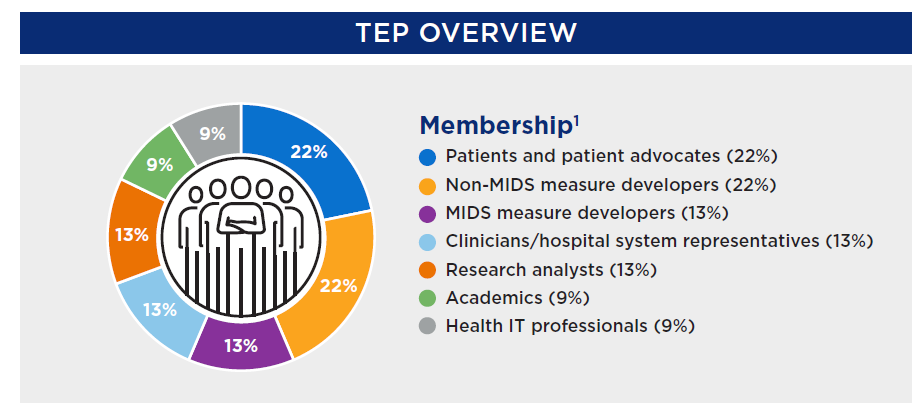 TEP OVERVIEW
9%
22%
9%
13%
22%
13%
13%
Membership¹
Patients and patient advocates (22%)
Non-MIDS measure developers (22%)
MIDS measure developers (13%)
Clinicians/hospital system representatives (13%)
Research analysts (13%)
Academics (9%)
Health IT professionals (9%)